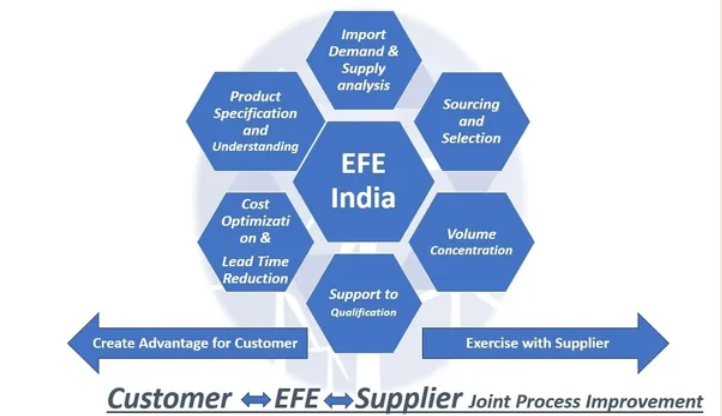 Import
Demand &
Supply
analysis
Product
Specification
and
Understanding
Sourcing
and
Selection
EFE
India
Cost
Optimizati
on &
Lead Time
Reduction
Volume
Concentration
Support to
Qualification
Create Advantage for Customer
Exercise with Supplier
Customer EFE Supplier Joint Process Improvement